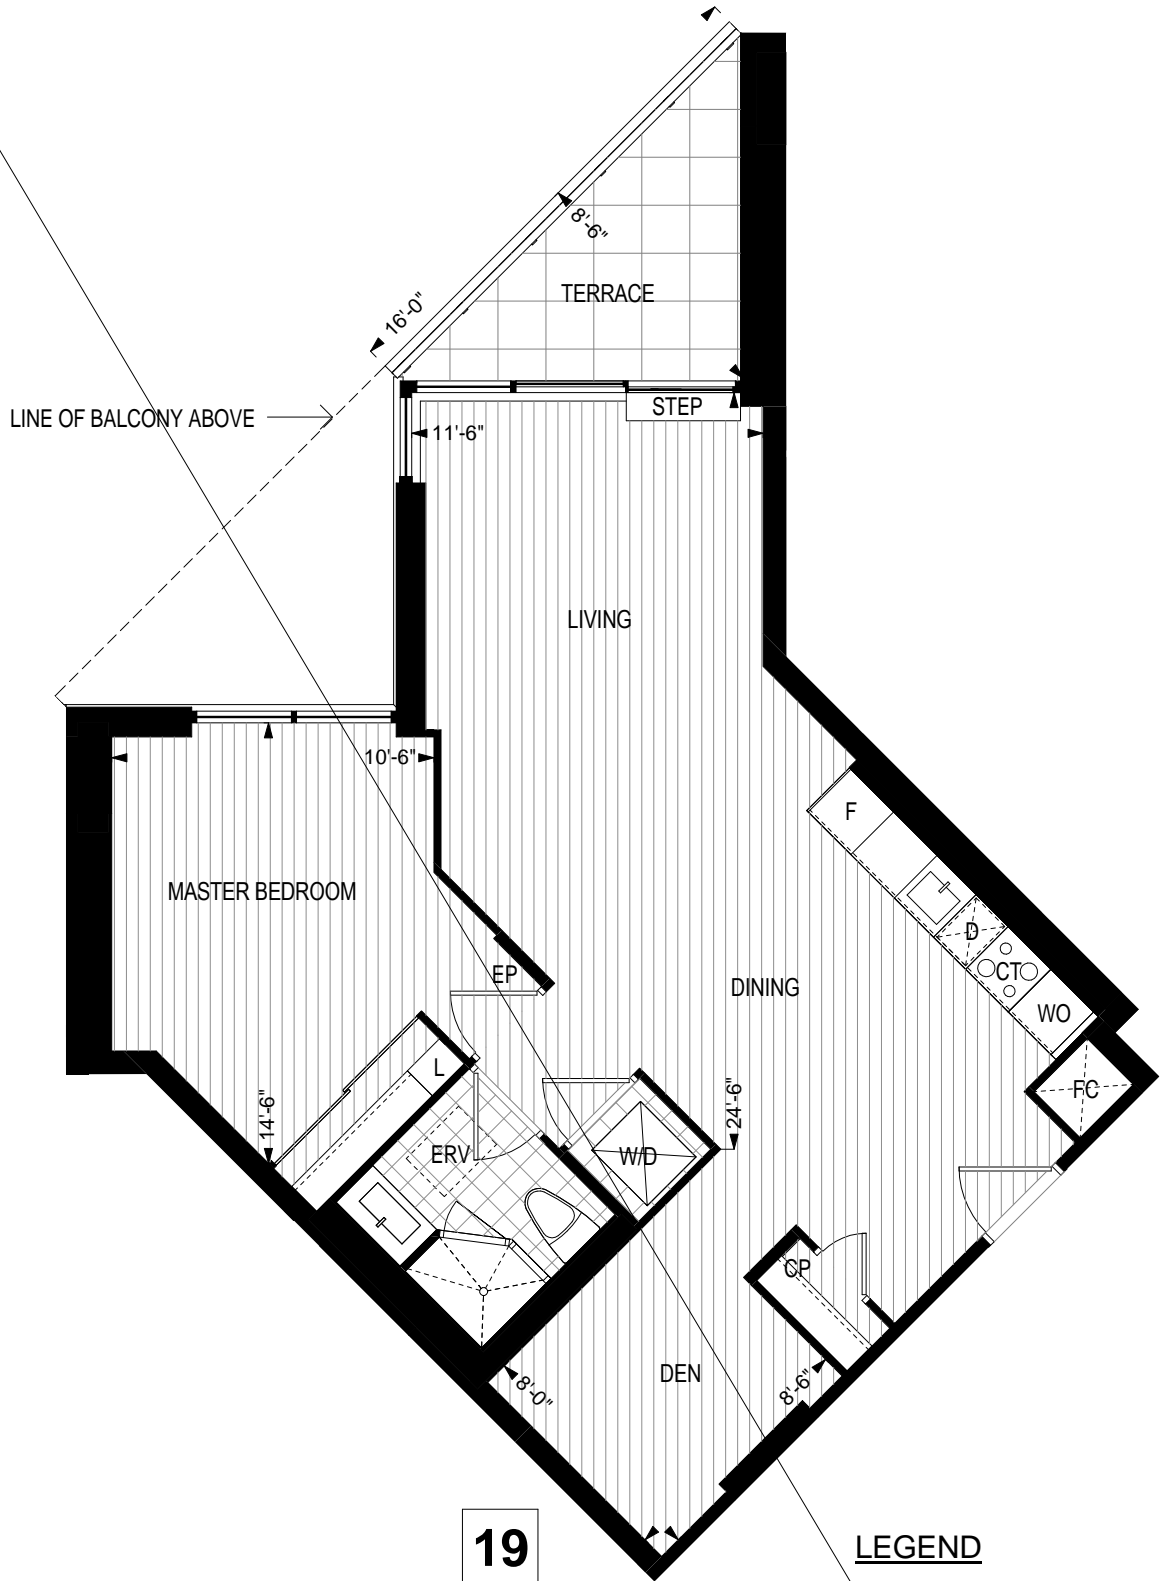 8'-6"
TERRACE
16'-0"
LINE OF BALCONY ABOVE
STEP
11'-6"
LIVING
10'-6"
F
MASTER BEDROOM
D
EP
CT
DINING
WO
L
FC
14'-6"
24'-6"
ERV
W/D
CP
DEN
8'-0"
8'-6"
19
LEGEND